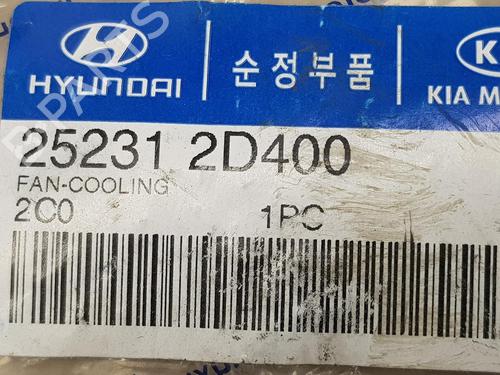 HYUNDAI
순정부품
KIA M
25231 2D400
FAN-COOLING
2C0
1PC